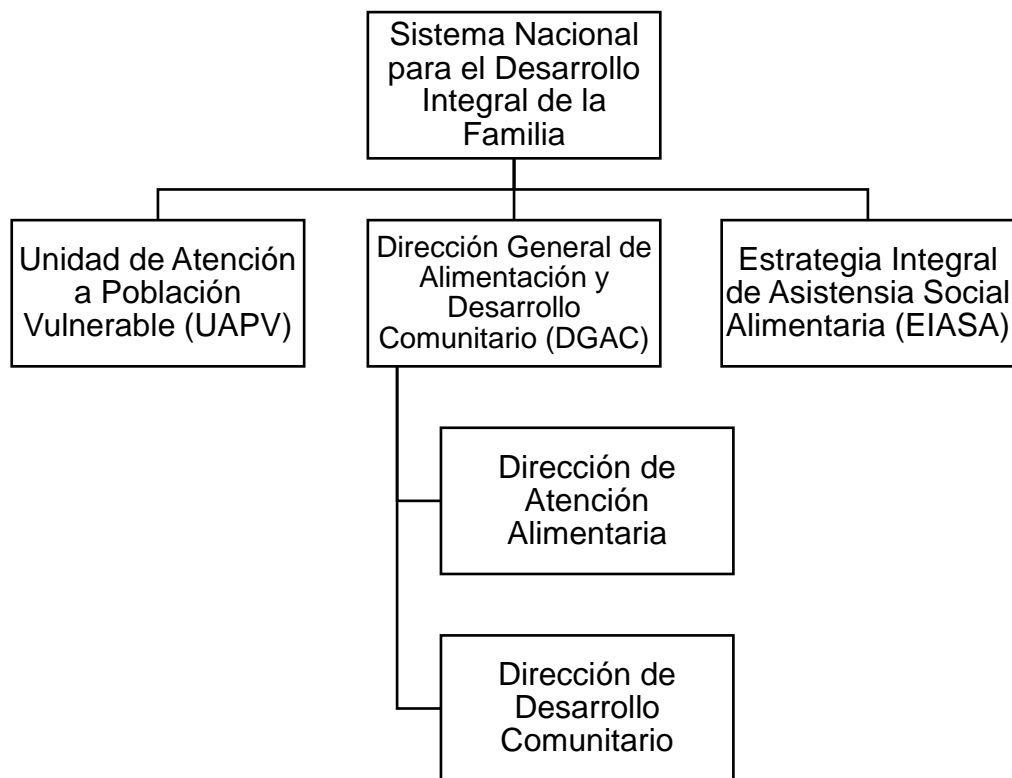 Sistema Nacional
para el Desarrollo
Integral de la
Familia
Unidad de Atención
a Población
Vulnerable (UAPV)
Dirección General de
Alimentación y
Desarrollo
Comunitario (DGAC)
Estrategia Integral
de Asistensia Social
Alimentaria (EIASA)
Dirección de
Atención
Alimentaria
Dirección de
Desarrollo
Comunitario